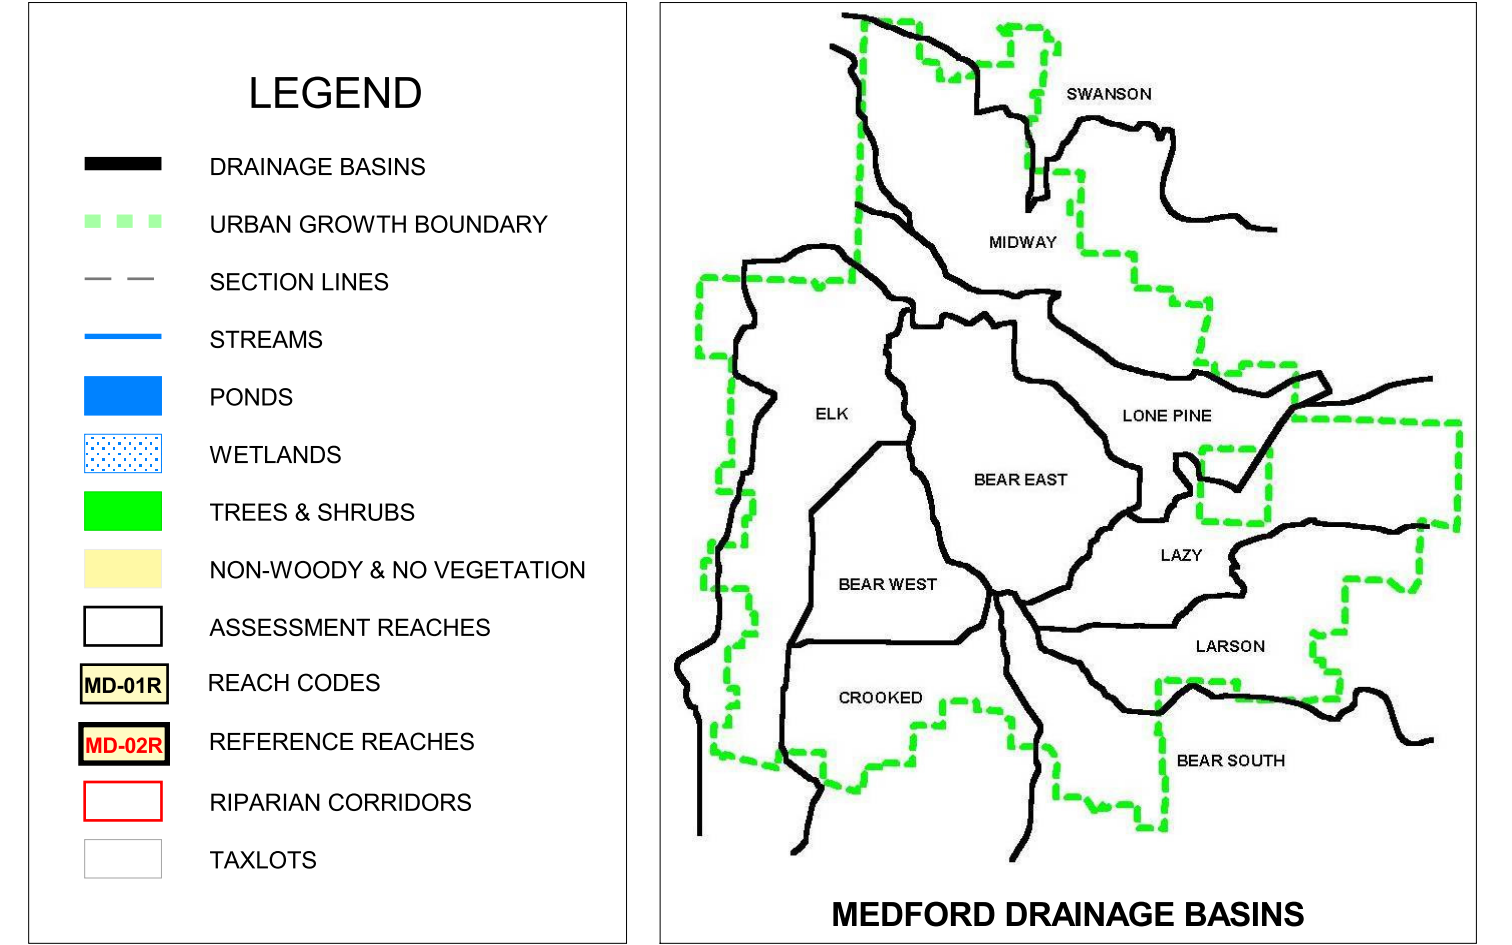 LEGEND
DRAINAGE BASINS
URBAN GROWTH BOUNDARY
SECTION LINES
STREAMS
PONDS
WETLANDS
TREES & SHRUBS
NON-WOODY & NO VEGETATION
ASSESSMENT REACHES
MD-01R REACH CODES
MD-02R REFERENCE REACHES
RIPARIAN CORRIDORS
TAXLOTS
SWANSON
MIDWAY
ELK
LONE PINE
BEAR EAST
LAZY
BEAR WEST
LARSON
CROOKED
BEAR SOUTH
MEDFORD DRAINAGE BASINS